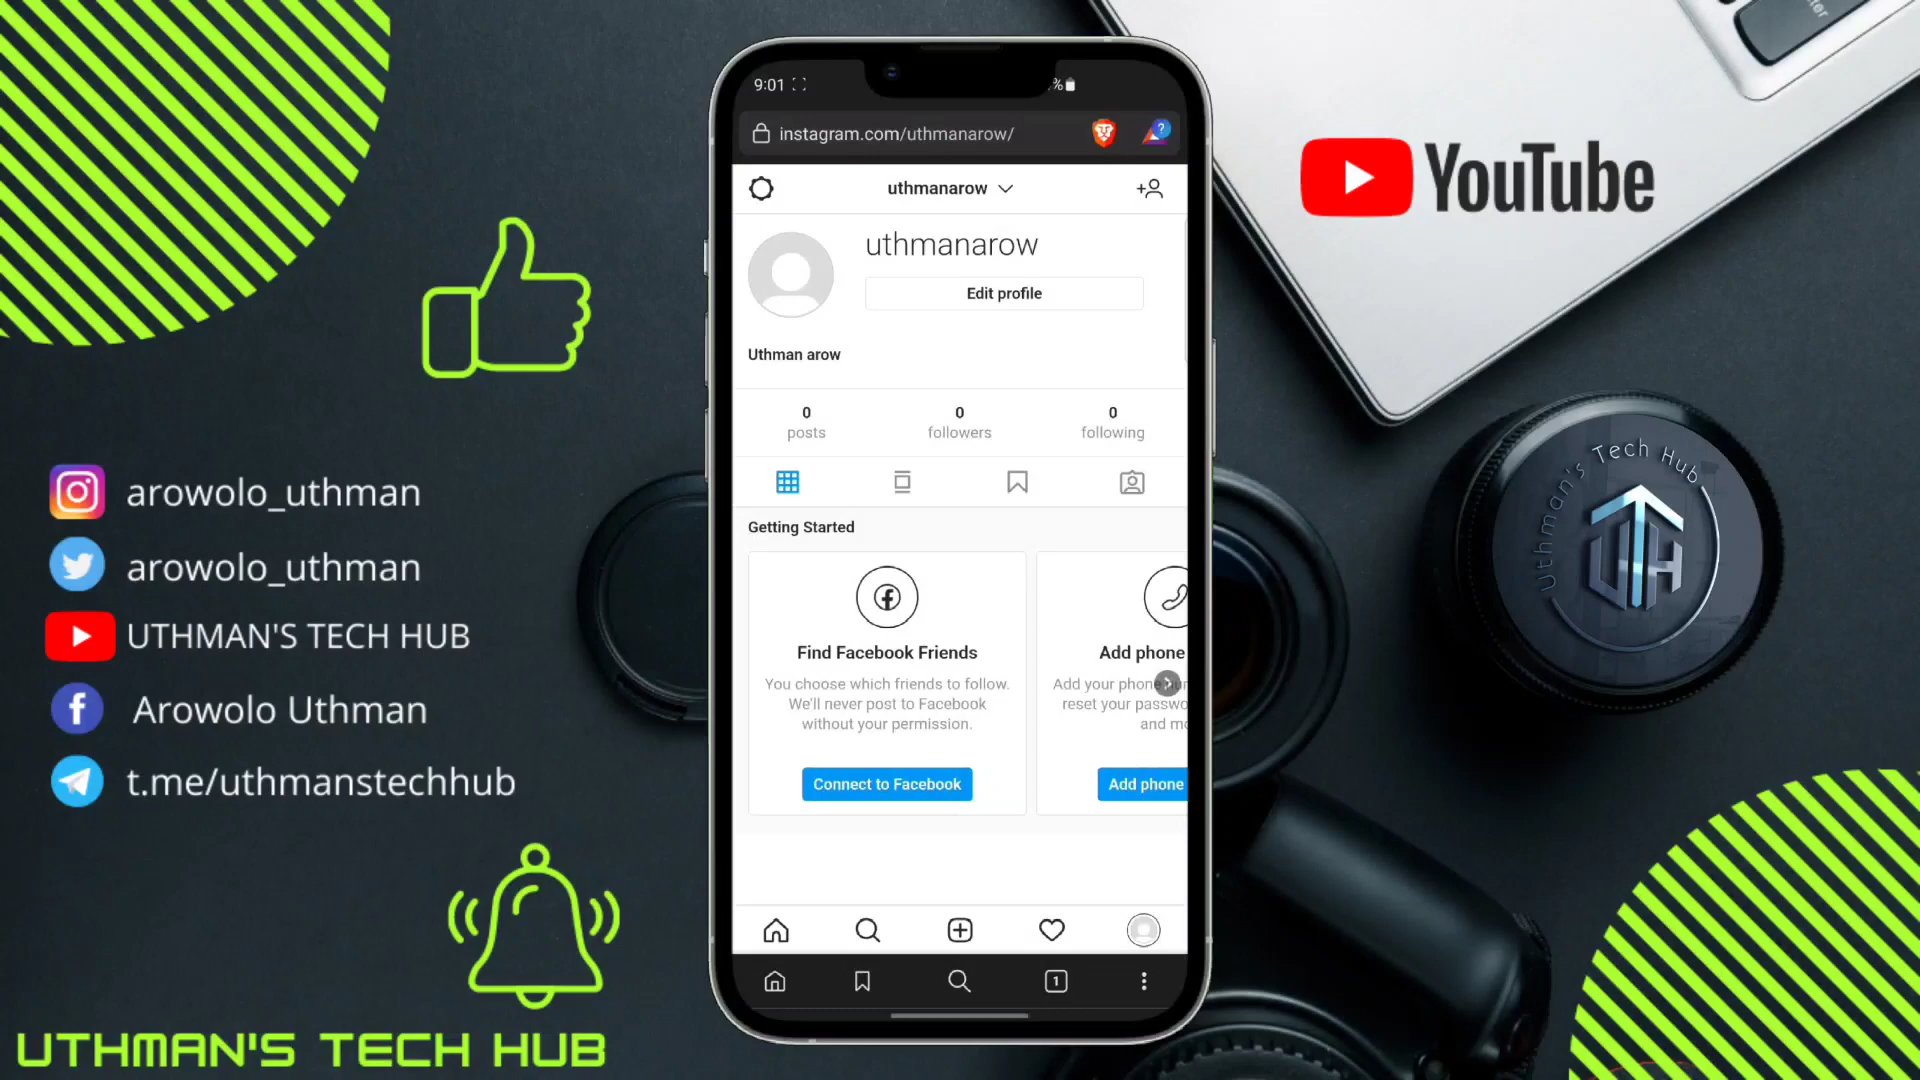 9:01
%
instagram.com/uthmanarow/
?
uthmanarow
uthmanarow
Edit profile
Uthman arow
0
posts
0
followers
0
following
Getting Started
Find Facebook Friends
You choose which friends to follow.
We'll never post to Facebook
without your permission.
Connect to Facebook
Add phone
Add your phone
reset your passwo
and mo
Add phone
1
arowolo_uthman
arowolo_uthman
UTHMAN'S TECH HUB
Arowolo Uthman
t.me/uthmanstechhub
UTHMAN'S TECH HUB
YouTube
Uthman's Tech Hub
UTH